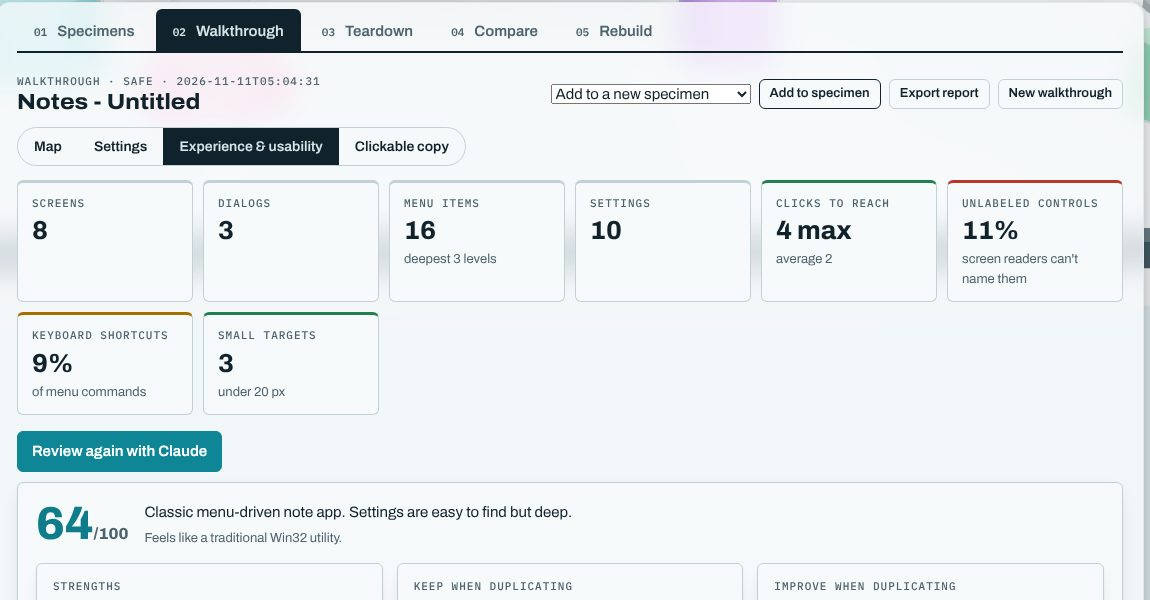 01 Specimens
02 Walkthrough
03 Teardown
04 Compare
05 Rebuild
WALKTHROUGH · SAFE · 2026-11-11T05:04:31
Notes - Untitled
Add to a new specimen
Add to specimen
Export report
New walkthrough
Map
Settings
Experience & usability
Clickable copy
SCREENS
8
DIALOGS
3
MENU ITEMS
16
deepest 3 levels
SETTINGS
10
CLICKS TO REACH
4 max
average 2
UNLABELED CONTROLS
11%
screen readers can't
name them
KEYBOARD SHORTCUTS
9%
of menu commands
SMALL TARGETS
3
under 20 px
Review again with Claude
64/100
Classic menu-driven note app. Settings are easy to find but deep.
Feels like a traditional Win32 utility.
STRENGTHS
KEEP WHEN DUPLICATING
IMPROVE WHEN DUPLICATING